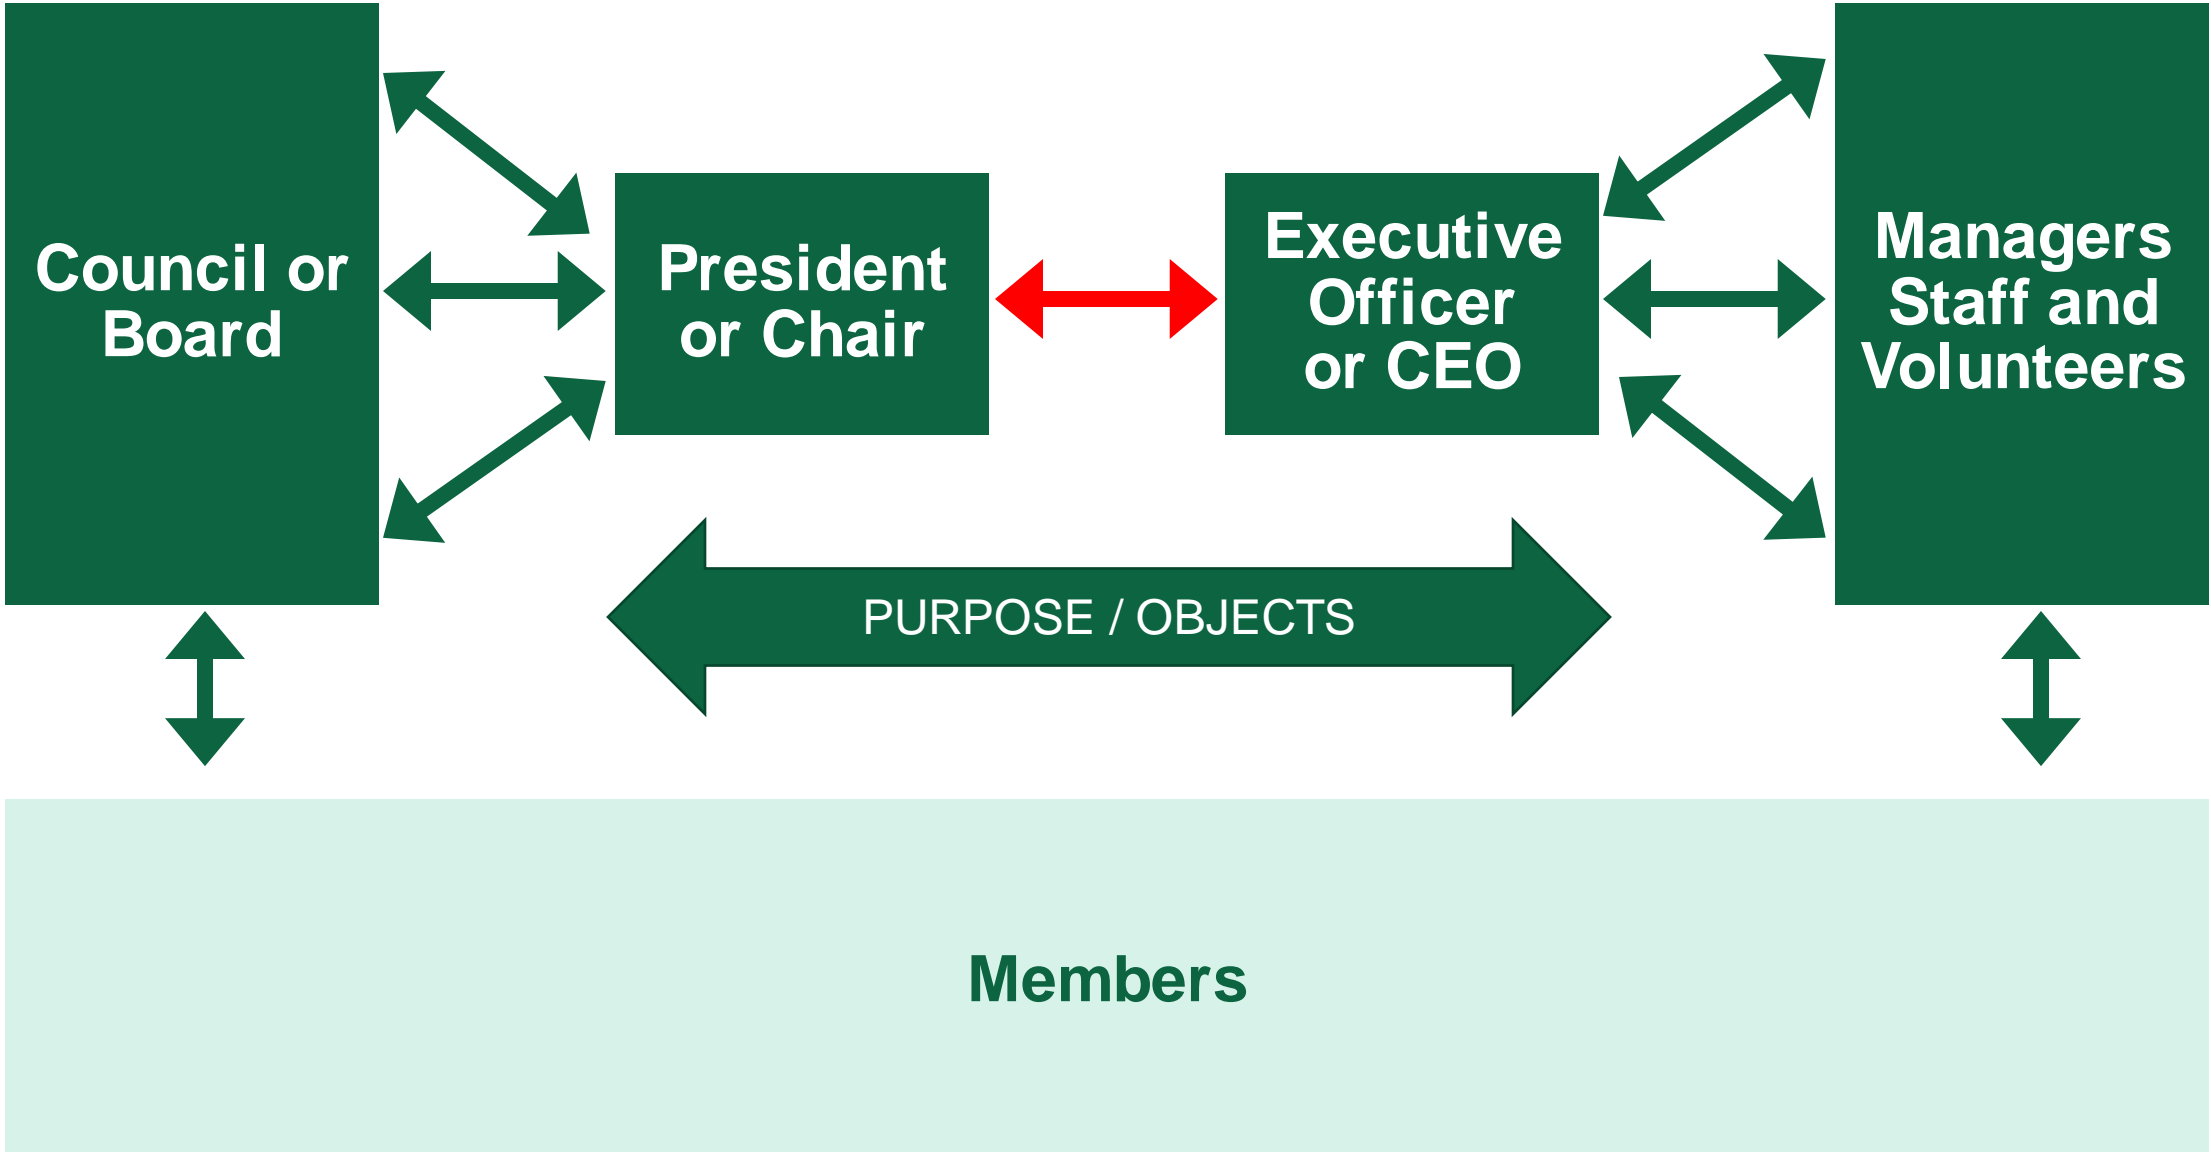 Council or
Board
President
or Chair
Executive
Officer
or CEO
Managers
Staff and
Volunteers
PURPOSE / OBJECTS
Members